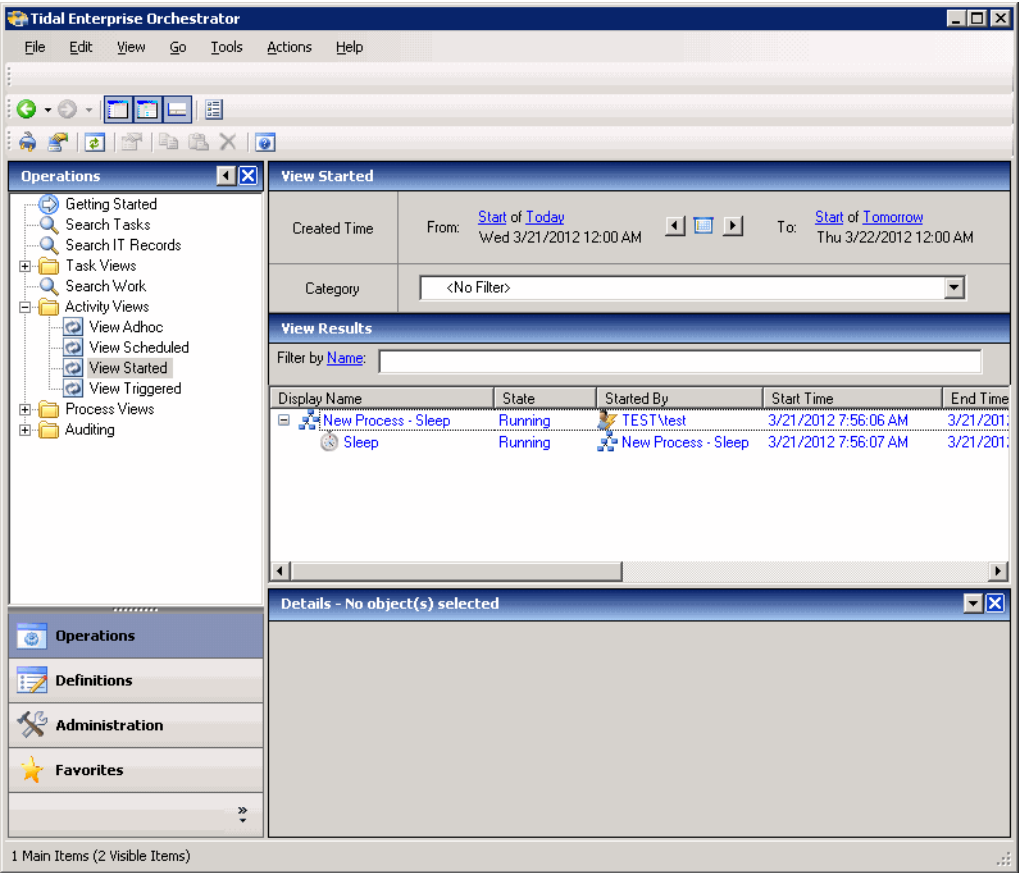 Tidal Enterprise Orchestrator
File Edit View Go Tools Actions Help
Operations
Getting Started
Search Tasks
Search IT Records
Task Views
Search Work
Activity Views
View Adhoc
View Scheduled
View Started
View Triggered
Process Views
Auditing
Operations
Definitions
Administration
Favorites
View Started
Created Time From: Start of Today To: Start of Tomorrow
Wed 3/21/2012 12:00 AM Thu 3/22/2012 12:00 AM
Category <No Filter>
View Results
Filter by Name:
Display Name State Started By Start Time End Time
New Process - Sleep Running TEST\test 3/21/2012 7:56:06 AM 3/21/201
Sleep Running New Process - Sleep 3/21/2012 7:56:07 AM 3/21/201
Details - No object(s) selected
1 Main Items (2 Visible Items)